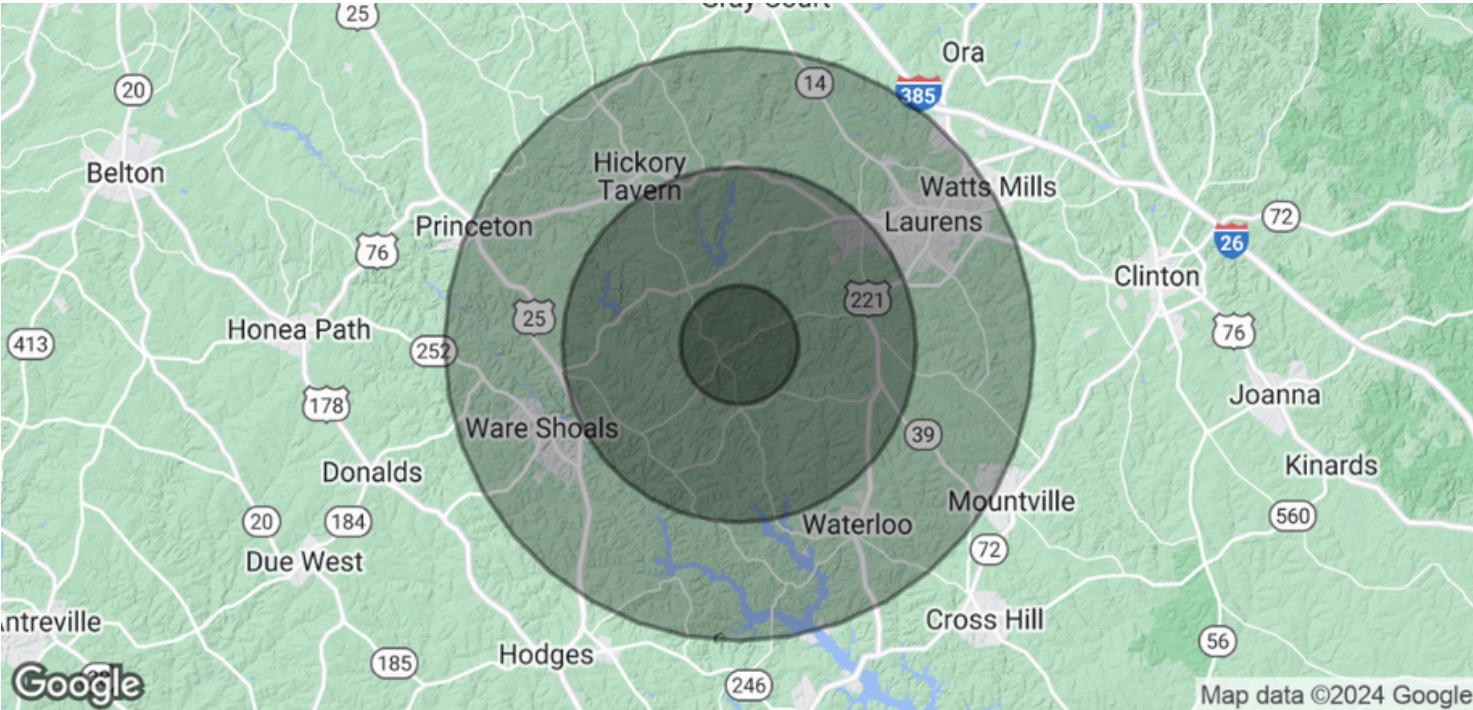 Gray Court
25
Ora
14
385
20
Hickory
Tavern
Belton
Watts Mills
72
Laurens
Princeton
76
26
Clinton
221
25
Honea Path
76
413
252
Joanna
178
Ware Shoals
39
Kinards
Donalds
Mountville
20
184
Waterloo
560
72
Due West
Cross Hill
ntreville
56
Hodges
185
246
Google
Map data ©2024 Google